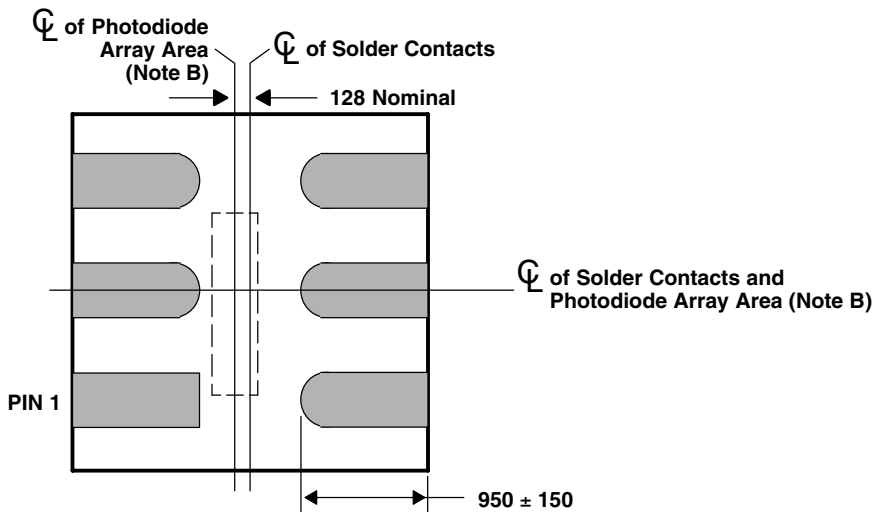 ℄ of Photodiode
Array Area
(Note B)
℄ of Solder Contacts
128 Nominal
℄ of Solder Contacts and
Photodiode Array Area (Note B)
PIN 1
950 ± 150